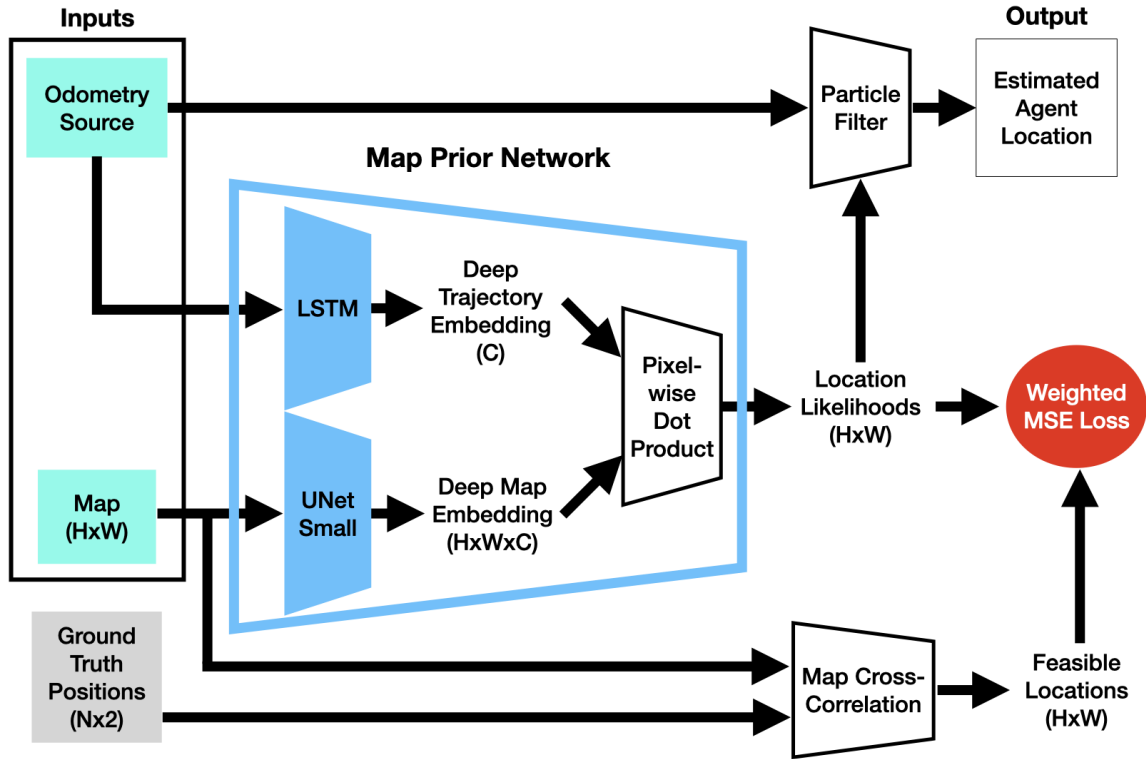 Inputs
Output
Odometry
Source
Particle
Filter
Estimated
Agent
Location
Map Prior Network
LSTM
Deep
Trajectory
Embedding
(C)
Pixel-
wise
Dot
Product
Location
Likelihoods
(HxW)
Weighted
MSE Loss
Map
(HxW)
UNet
Small
Deep Map
Embedding
(HxWxC)
Ground
Truth
Positions
(Nx2)
Map Cross-
Correlation
Feasible
Locations
(HxW)